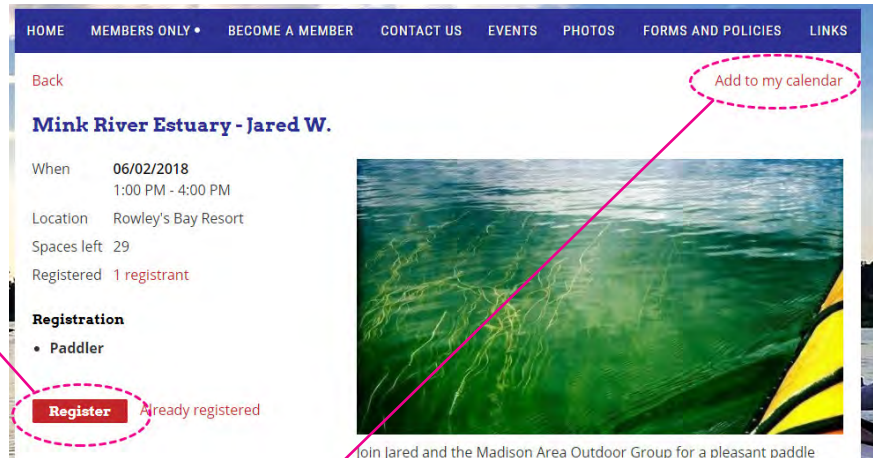 HOME MEMBERS ONLY • BECOME A MEMBER CONTACT US EVENTS PHOTOS FORMS AND POLICIES LINKS
Back Add to my calendar
Mink River Estuary - Jared W.
When 06/02/2018
1:00 PM - 4:00 PM
Location Rowley's Bay Resort
Spaces left 29
Registered 1 registrant
Registration
• Paddler
Register Already registered
Join Jared and the Madison Area Outdoor Group for a pleasant paddle